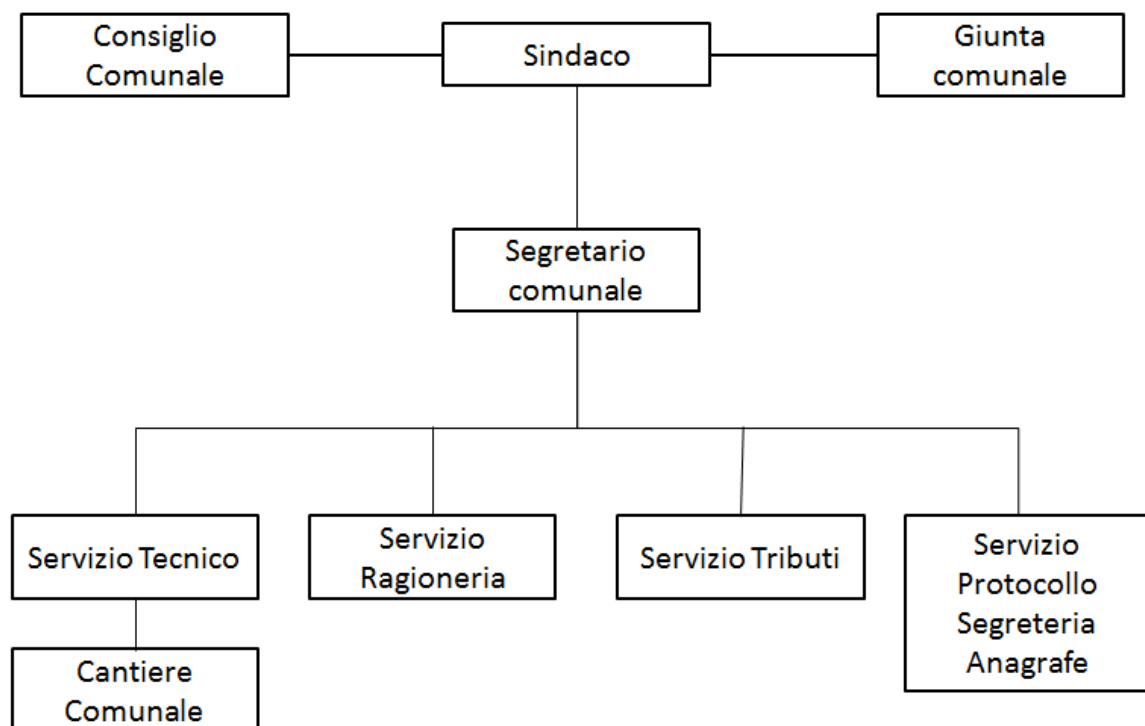 Consiglio
Comunale
Sindaco
Giunta
comunale
Segretario
comunale
Servizio Tecnico
Servizio
Ragioneria
Servizio Tributi
Servizio
Protocollo
Segreteria
Anagrafe
Cantiere
Comunale